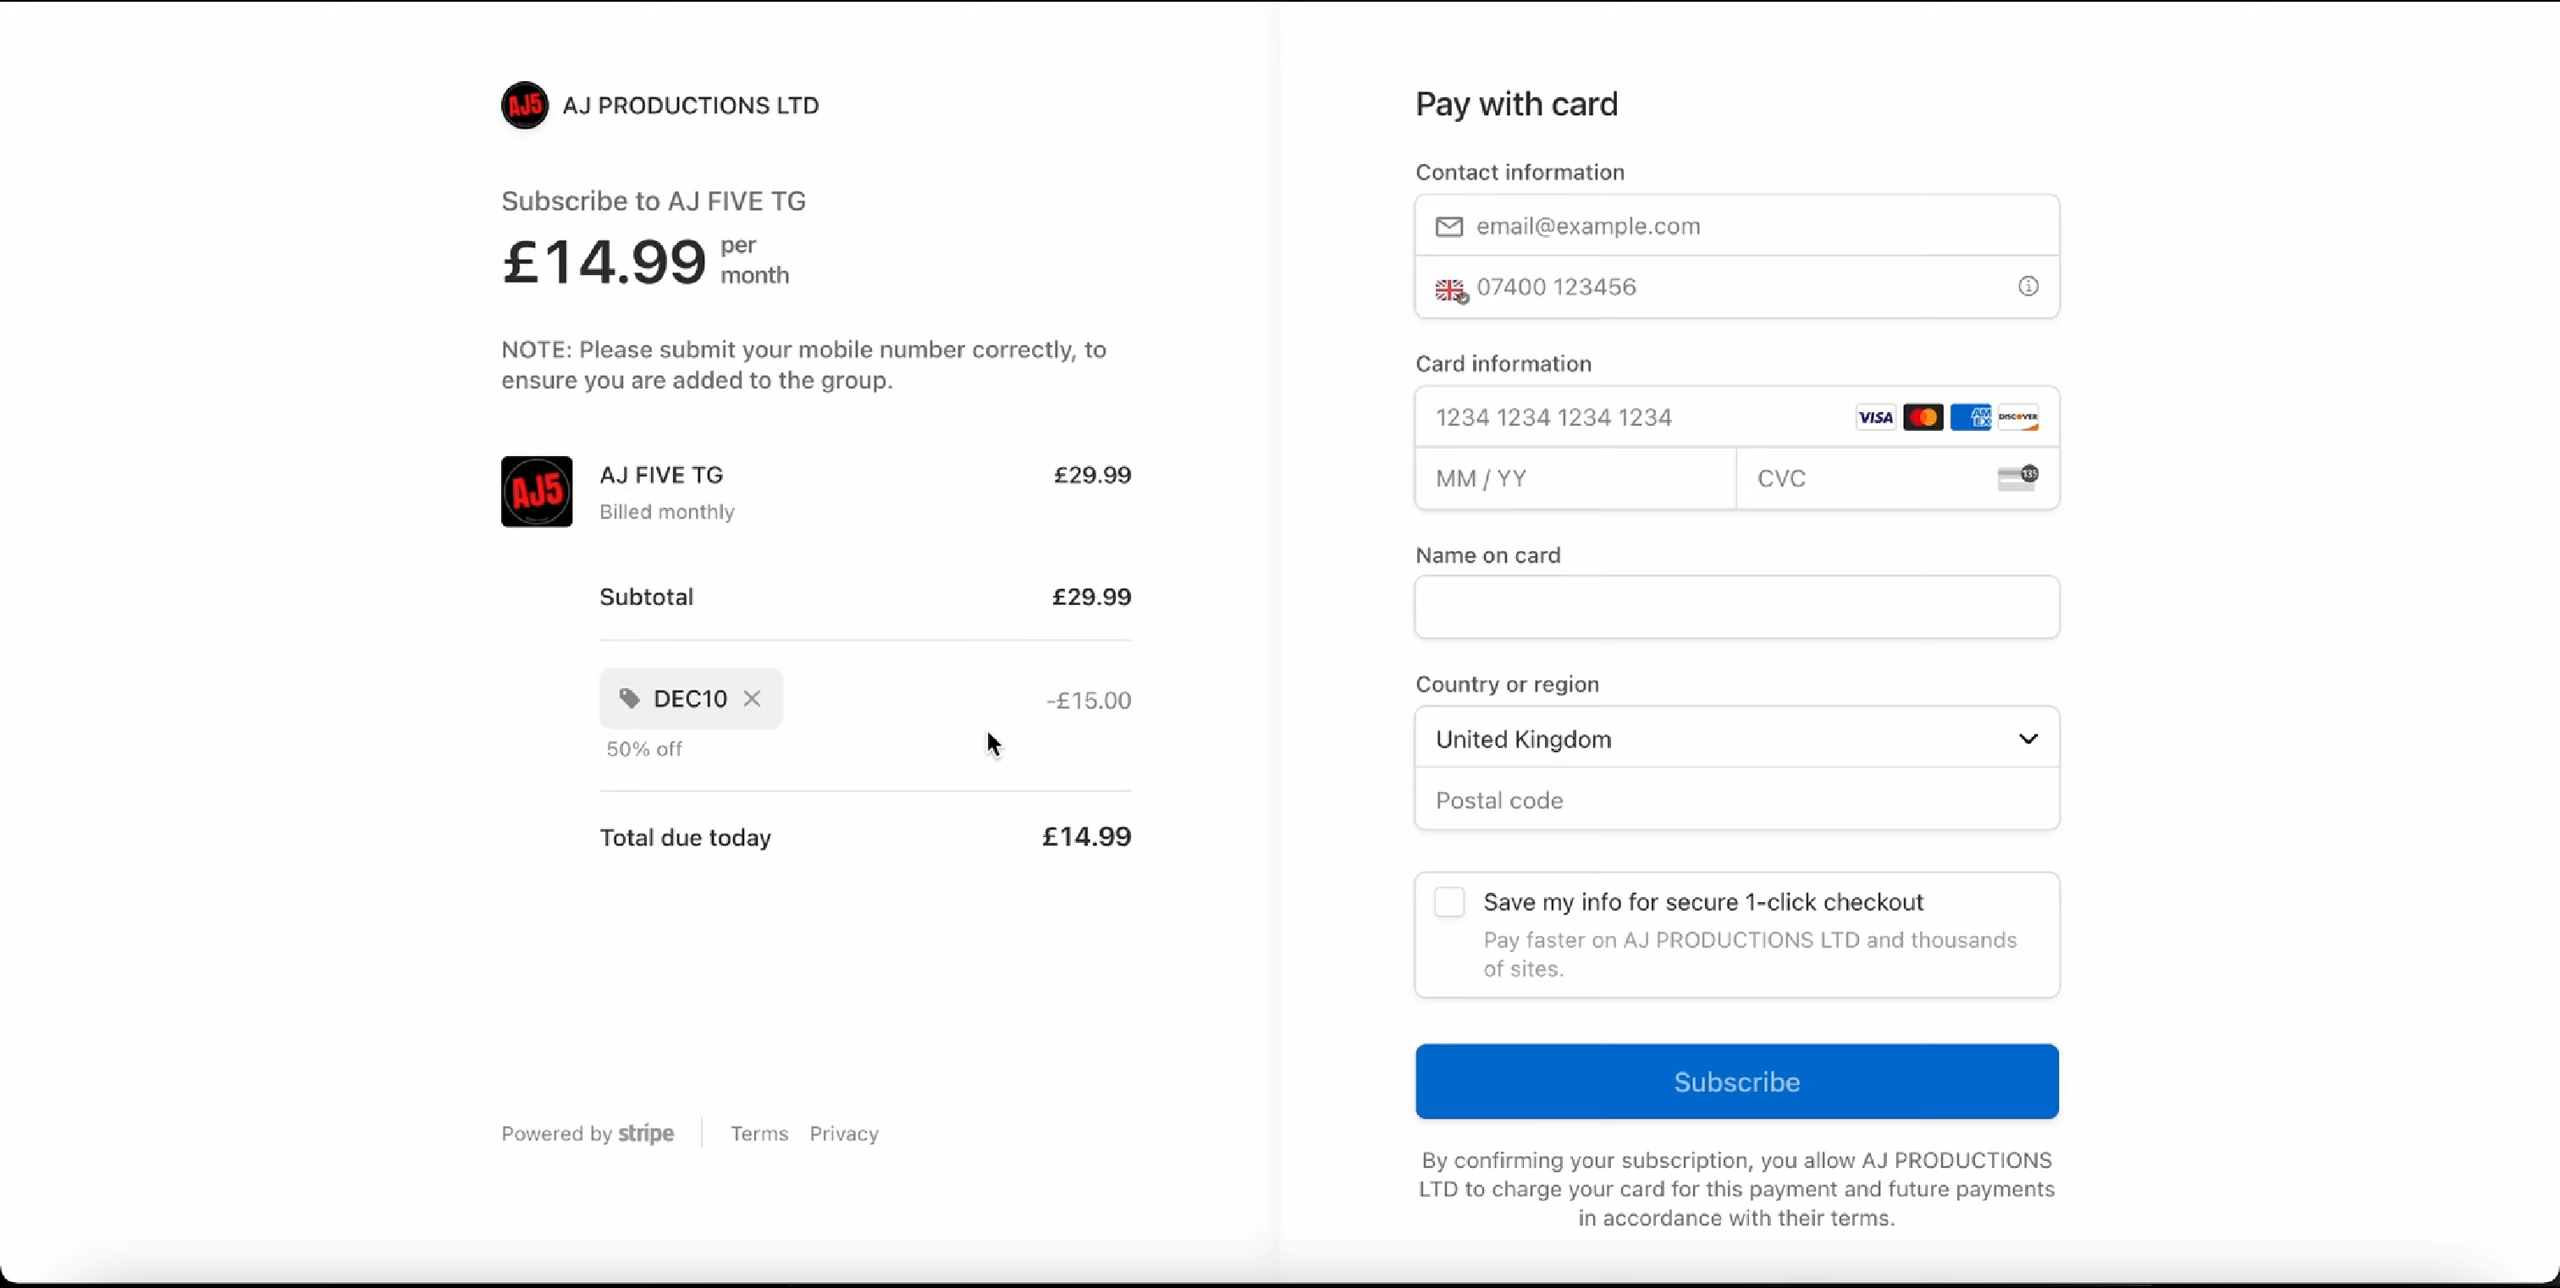 AJ5 AJ PRODUCTIONS LTD
Subscribe to AJ FIVE TG
£14.99 per month
NOTE: Please submit your mobile number correctly, to
ensure you are added to the group.
AJ5
AJ FIVE TG £29.99
Billed monthly
Subtotal £29.99
DEC10 -£15.00
50% off
Total due today £14.99
Powered by stripe Terms Privacy
Pay with card
Contact information
email@example.com
07400 123456
Card information
1234 1234 1234 1234 VISA AMEX DISCOVER
MM / YY CVC 135
Name on card
Country or region
United Kingdom
Postal code
Save my info for secure 1-click checkout
Pay faster on AJ PRODUCTIONS LTD and thousands
of sites.
Subscribe
By confirming your subscription, you allow AJ PRODUCTIONS
LTD to charge your card for this payment and future payments
in accordance with their terms.